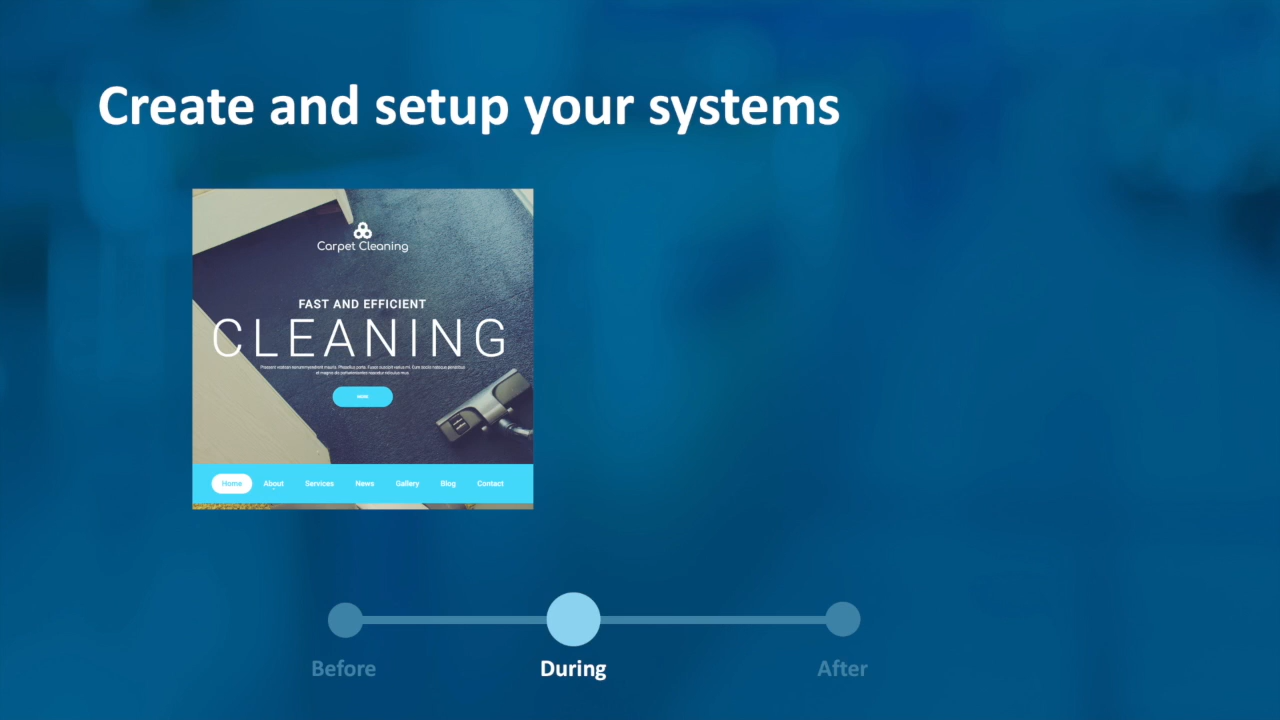 Create and setup your systems
Carpet Cleaning
FAST AND EFFICIENT
CLEANING
MORE
Home About Services News Gallery Blog Contact
Before During After